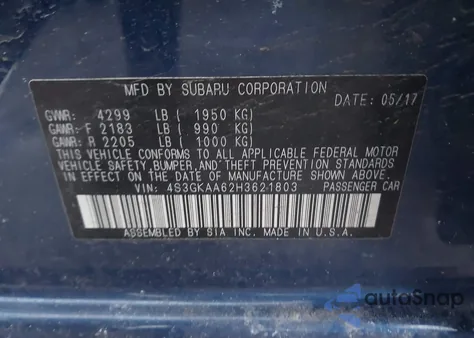 MFD BY SUBARU CORPORATION
DATE: 05/17
GVWR: 4299 LB ( 1950 KG)
GAWR: F 2183 LB ( 990 KG)
GAWR: R 2205 LB ( 1000 KG)
THIS VEHICLE CONFORMS TO ALL APPLICABLE FEDERAL MOTOR
VEHICLE SAFETY,BUMPER,AND THEFT PREVENTION STANDARDS
IN EFFECT ON THE DATE OF MANUFACTURE SHOWN ABOVE.
VIN: 4S3GKAA62H3621803 PASSENGER CAR
ASSEMBLED BY SIA INC. MADE IN U.S.A.
autoSnap